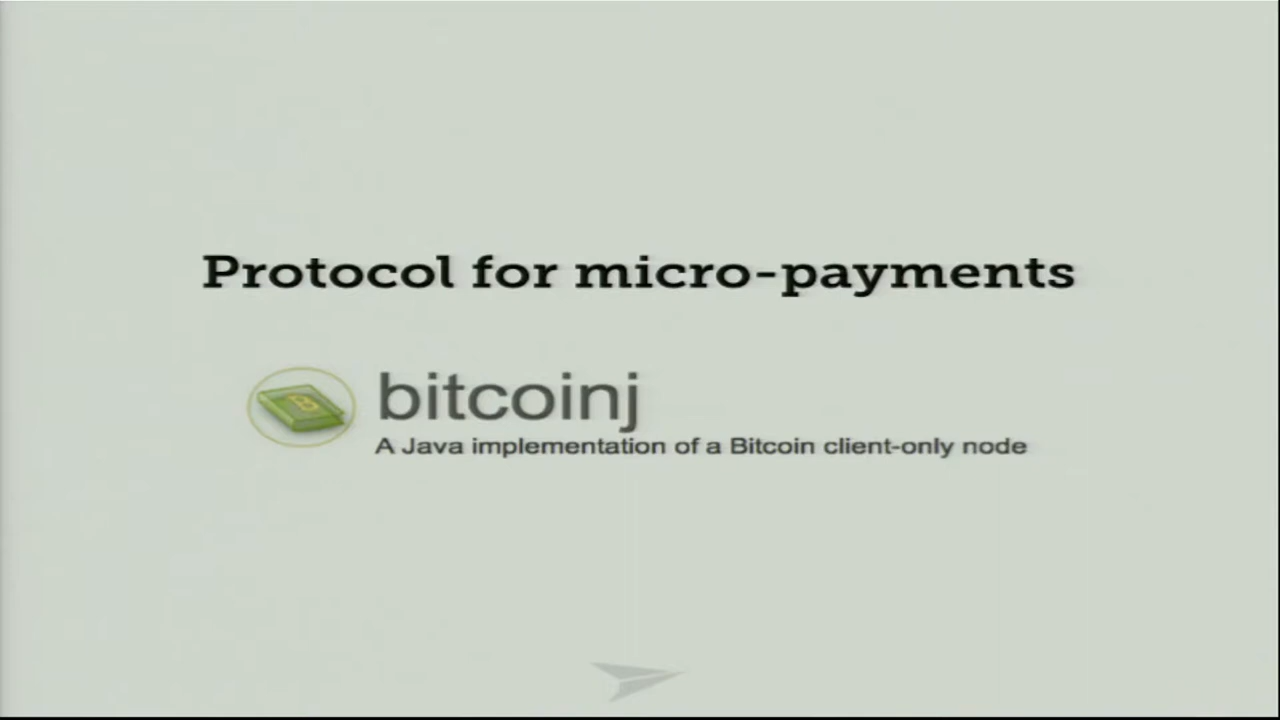 Protocol for micro-payments
bitcoinj
A Java implementation of a Bitcoin client-only node